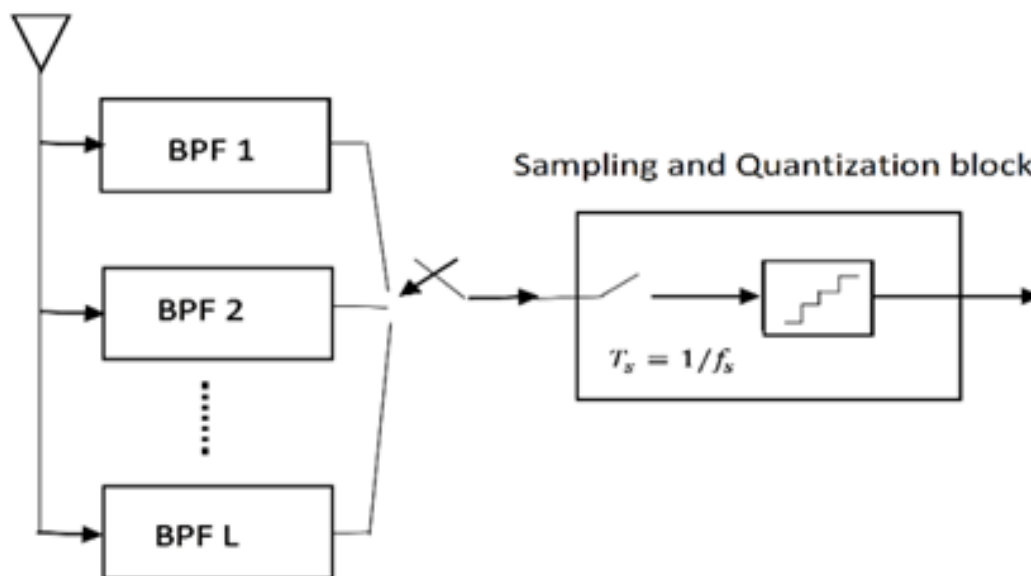 BPF 1
Sampling and Quantization block
BPF 2
T_s = 1/f_s
BPF L